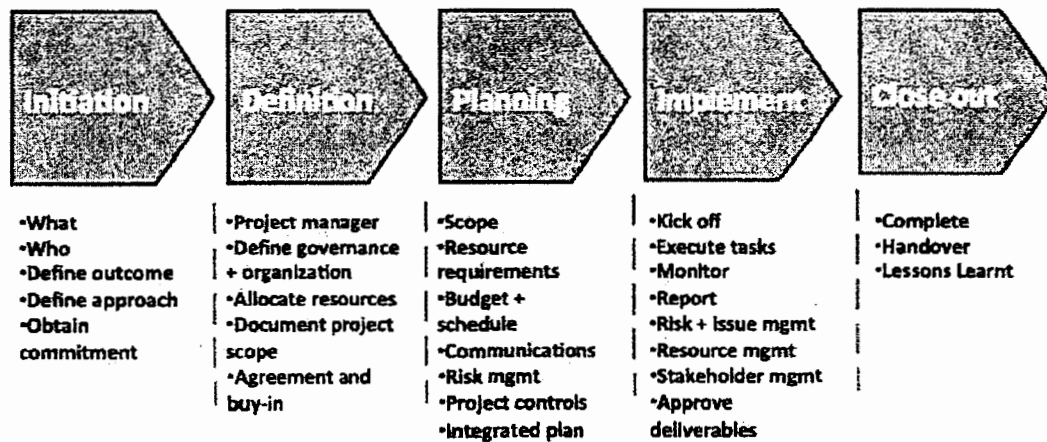 Initiation
Definition
Planning
Implement
Close out
•What
•Who
•Define outcome
•Define approach
•Obtain
commitment
•Project manager
•Define governance
+ organization
•Allocate resources
•Document project
scope
•Agreement and
buy-in
•Scope
•Resource
requirements
•Budget +
schedule
•Communications
•Risk mgmt
•Project controls
•Integrated plan
•Kick off
•Execute tasks
•Monitor
•Report
•Risk + issue mgmt
•Resource mgmt
•Stakeholder mgmt
•Approve
deliverables
•Complete
•Handover
•Lessons Learnt